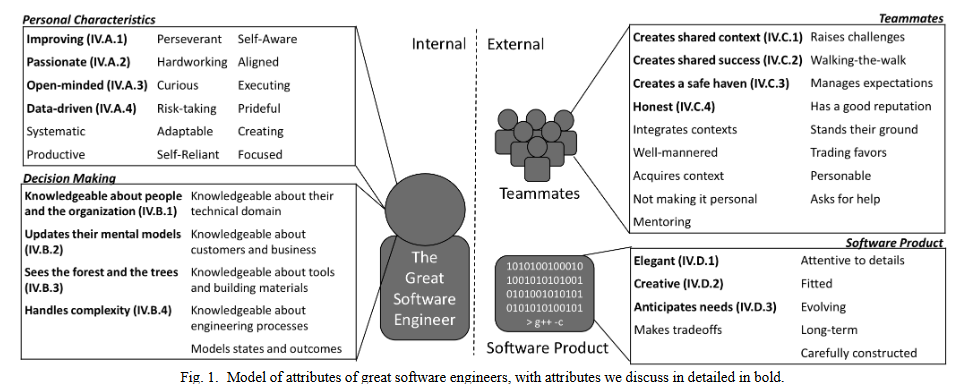 Personal Characteristics
Improving (IV.A.1) Perseverant Self-Aware
Passionate (IV.A.2) Hardworking Aligned
Open-minded (IV.A.3) Curious Executing
Data-driven (IV.A.4) Risk-taking Prideful
Systematic Adaptable Creating
Productive Self-Reliant Focused
Decision Making
Knowledgeable about people
and the organization (IV.B.1)
Updates their mental models
(IV.B.2)
Sees the forest and the trees
(IV.B.3)
Handles complexity (IV.B.4)
Knowledgeable about their
technical domain
Knowledgeable about
customers and business
Knowledgeable about tools
and building materials
Knowledgeable about
engineering processes
Models states and outcomes
Internal
External
The
Great
Software
Engineer
Teammates
Teammates
Creates shared context (IV.C.1) Raises challenges
Creates shared success (IV.C.2) Walking-the-walk
Creates a safe haven (IV.C.3) Manages expectations
Honest (IV.C.4) Has a good reputation
Integrates contexts Stands their ground
Well-mannered Trading favors
Acquires context Personable
Not making it personal Asks for help
Mentoring
1010100100010
1001010101001
0101001010101
0101010100101
> g++ -c
Software Product
Software Product
Elegant (IV.D.1) Attentive to details
Creative (IV.D.2) Fitted
Anticipates needs (IV.D.3) Evolving
Makes tradeoffs Long-term
Carefully constructed
Fig. 1. Model of attributes of great software engineers, with attributes we discuss in detailed in bold.